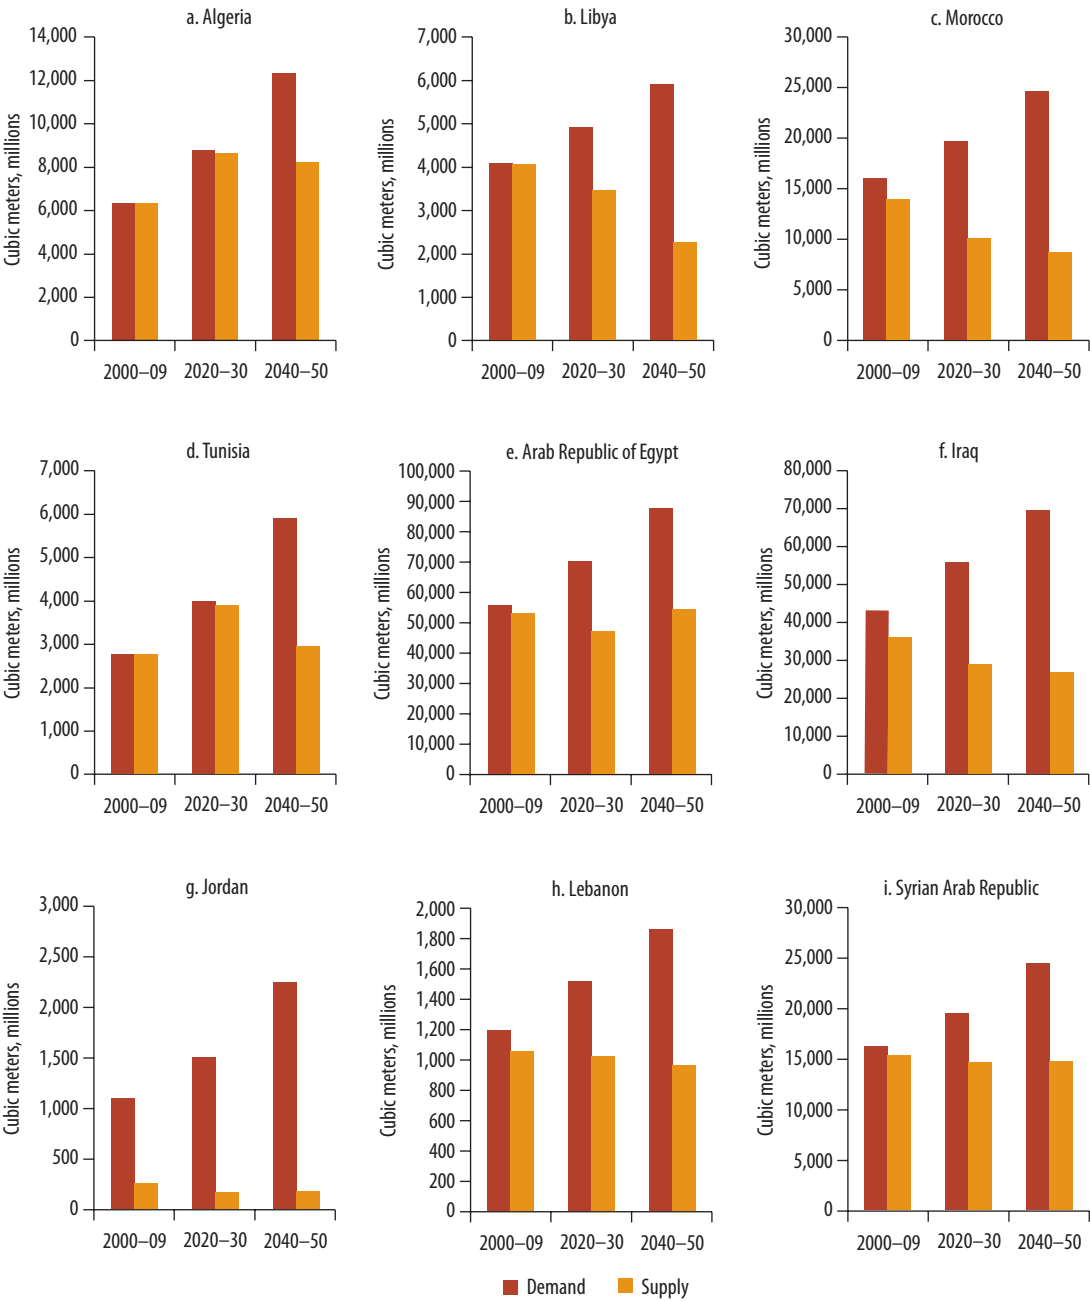 a. Algeria
14,000
12,000
10,000
8,000
6,000
4,000
2,000
0
Cubic meters, millions
2000–09 2020–30 2040–50
b. Libya
7,000
6,000
5,000
4,000
3,000
2,000
1,000
0
Cubic meters, millions
2000–09 2020–30 2040–50
c. Morocco
30,000
25,000
20,000
15,000
10,000
5,000
0
Cubic meters, millions
2000–09 2020–30 2040–50
d. Tunisia
7,000
6,000
5,000
4,000
3,000
2,000
1,000
0
Cubic meters, millions
2000–09 2020–30 2040–50
e. Arab Republic of Egypt
100,000
90,000
80,000
70,000
60,000
50,000
40,000
30,000
20,000
10,000
0
Cubic meters, millions
2000–09 2020–30 2040–50
f. Iraq
80,000
70,000
60,000
50,000
40,000
30,000
20,000
10,000
0
Cubic meters, millions
2000–09 2020–30 2040–50
g. Jordan
3,000
2,500
2,000
1,500
1,000
500
0
Cubic meters, millions
2000–09 2020–30 2040–50
h. Lebanon
2,000
1,800
1,600
1,400
1,200
1,000
800
600
400
200
0
Cubic meters, millions
2000–09 2020–30 2040–50
i. Syrian Arab Republic
30,000
25,000
20,000
15,000
10,000
5,000
0
Cubic meters, millions
2000–09 2020–30 2040–50
Demand Supply